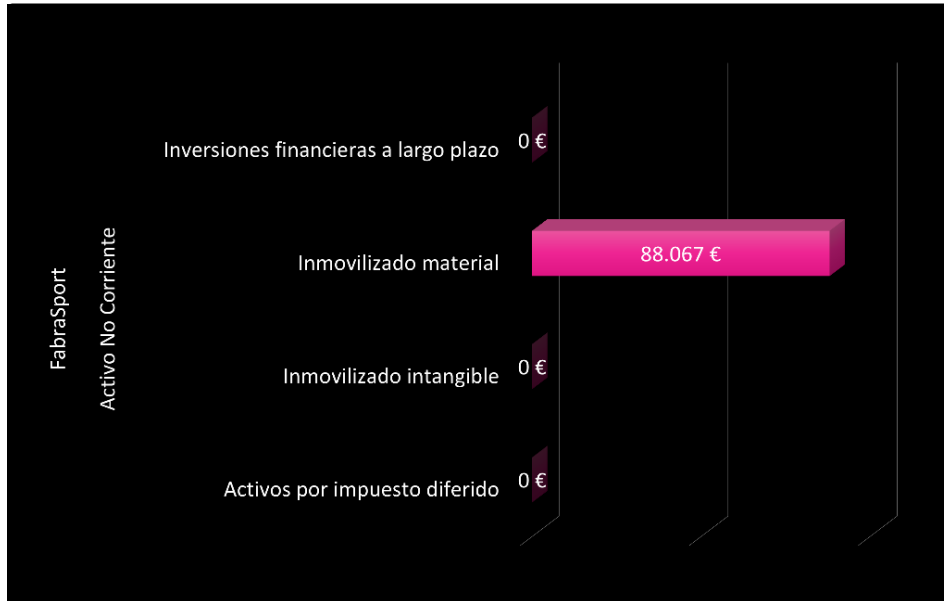 FabraSport
Activo No Corriente
Inversiones financieras a largo plazo
0 €
Inmovilizado material
88.067 €
Inmovilizado intangible
0 €
Activos por impuesto diferido
0 €